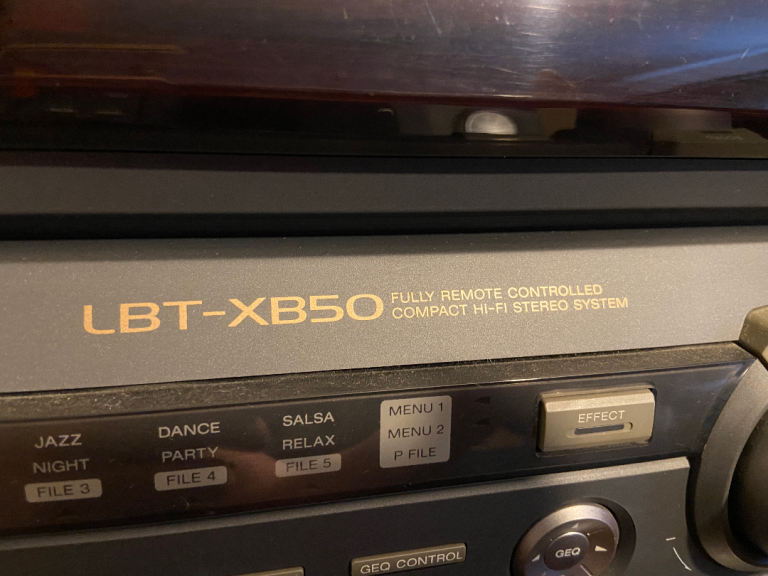 LBT-XB50
FULLY REMOTE CONTROLLED
COMPACT HI-FI STEREO SYSTEM
JAZZ
NIGHT
FILE 3
DANCE
PARTY
FILE 4
SALSA
RELAX
FILE 5
MENU 1
MENU 2
P FILE
EFFECT
GEQ CONTROL
GEQ